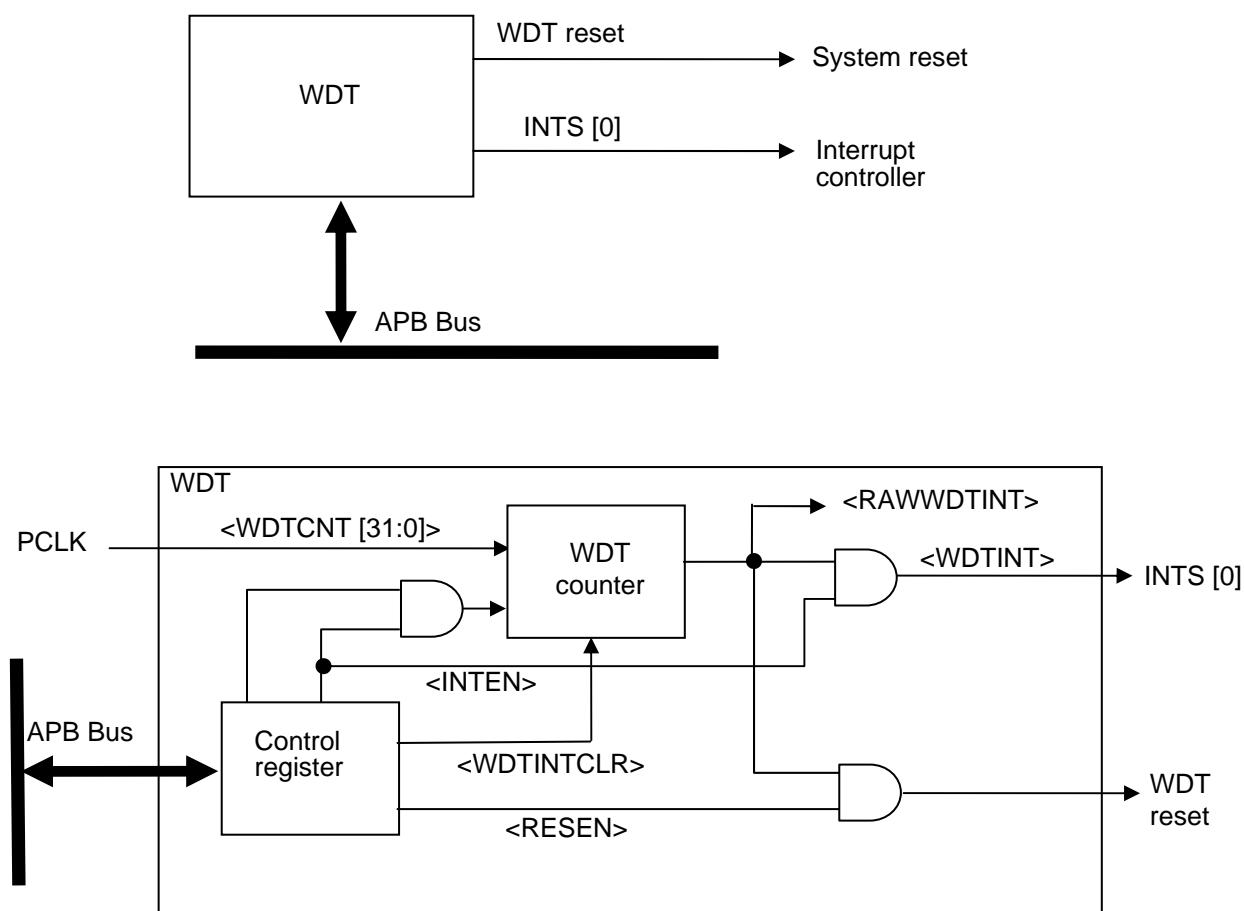 WDT reset
System reset
WDT
INTS [0]
Interrupt
controller
APB Bus
WDT
<RAWWDTINT>
<WDTCNT [31:0]>
PCLK
WDT
counter
<WDTINT>
INTS [0]
<INTEN>
APB Bus
Control
register
<WDTINTCLR>
<RESEN>
WDT
reset